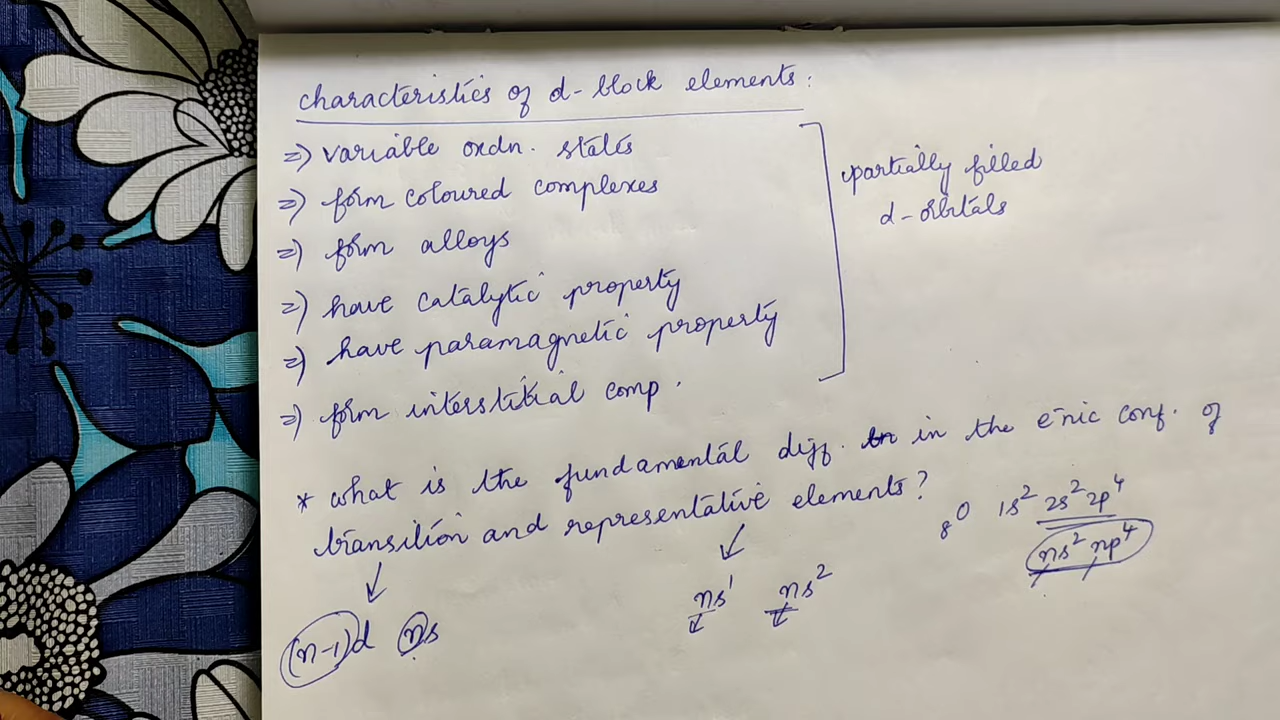 characteristics of d-block elements:
=) variable oxdn. states
=) form coloured complexes
=) form alloys
=) have catalytic property
=) have paramagnetic property
=) form interstitial comp.
partially filled
d-orbitals
* what is the fundamental diff. in in the e⁻nic conf. of
transition and representative elements?
₈O 1s² 2s² 2p⁴
ns² np⁴
(n-1)d ns
ns¹ ns²